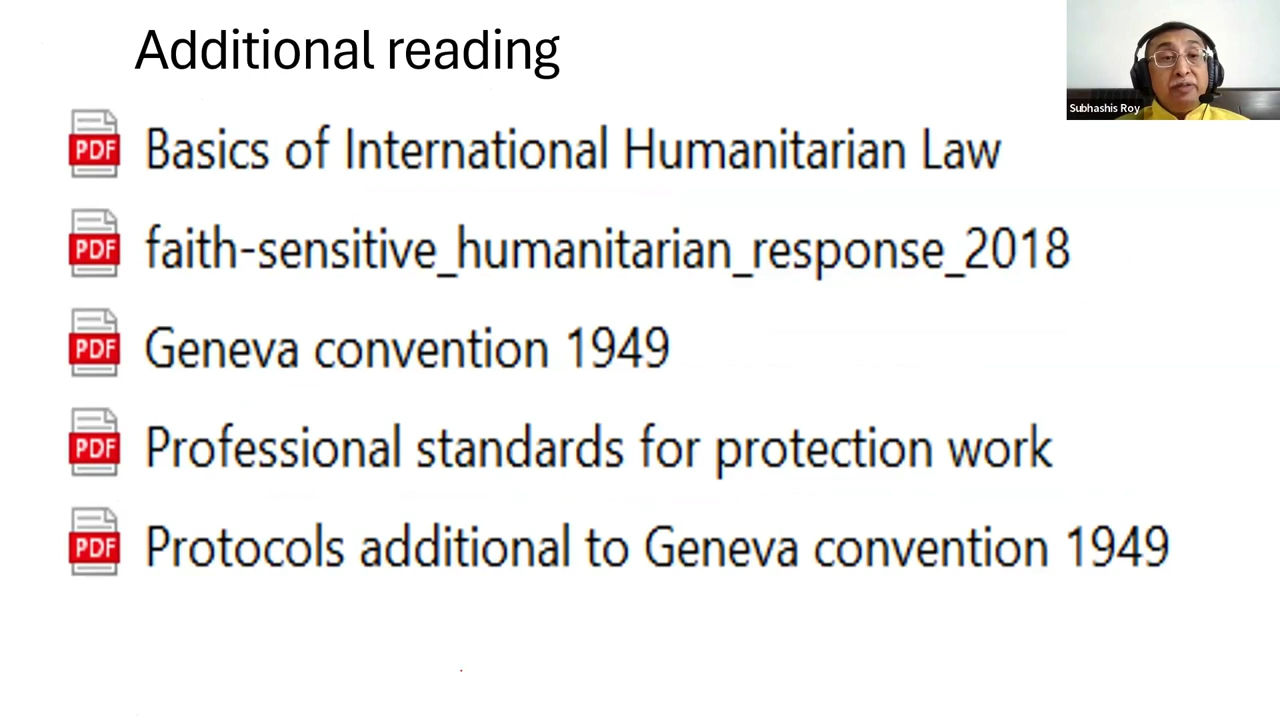 Additional reading
Subhashis Roy
PDF Basics of International Humanitarian Law
PDF faith-sensitive_humanitarian_response_2018
PDF Geneva convention 1949
PDF Professional standards for protection work
PDF Protocols additional to Geneva convention 1949